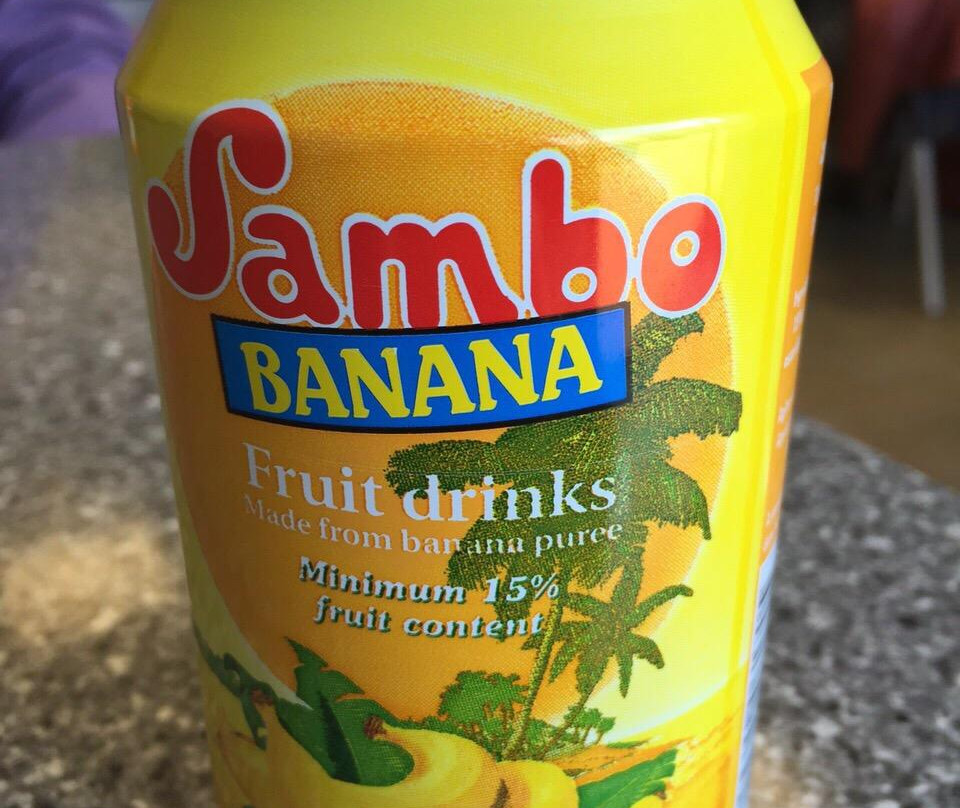 Sambo
BANANA
Fruit drinks
Made from banana puree
Minimum 15%
fruit content